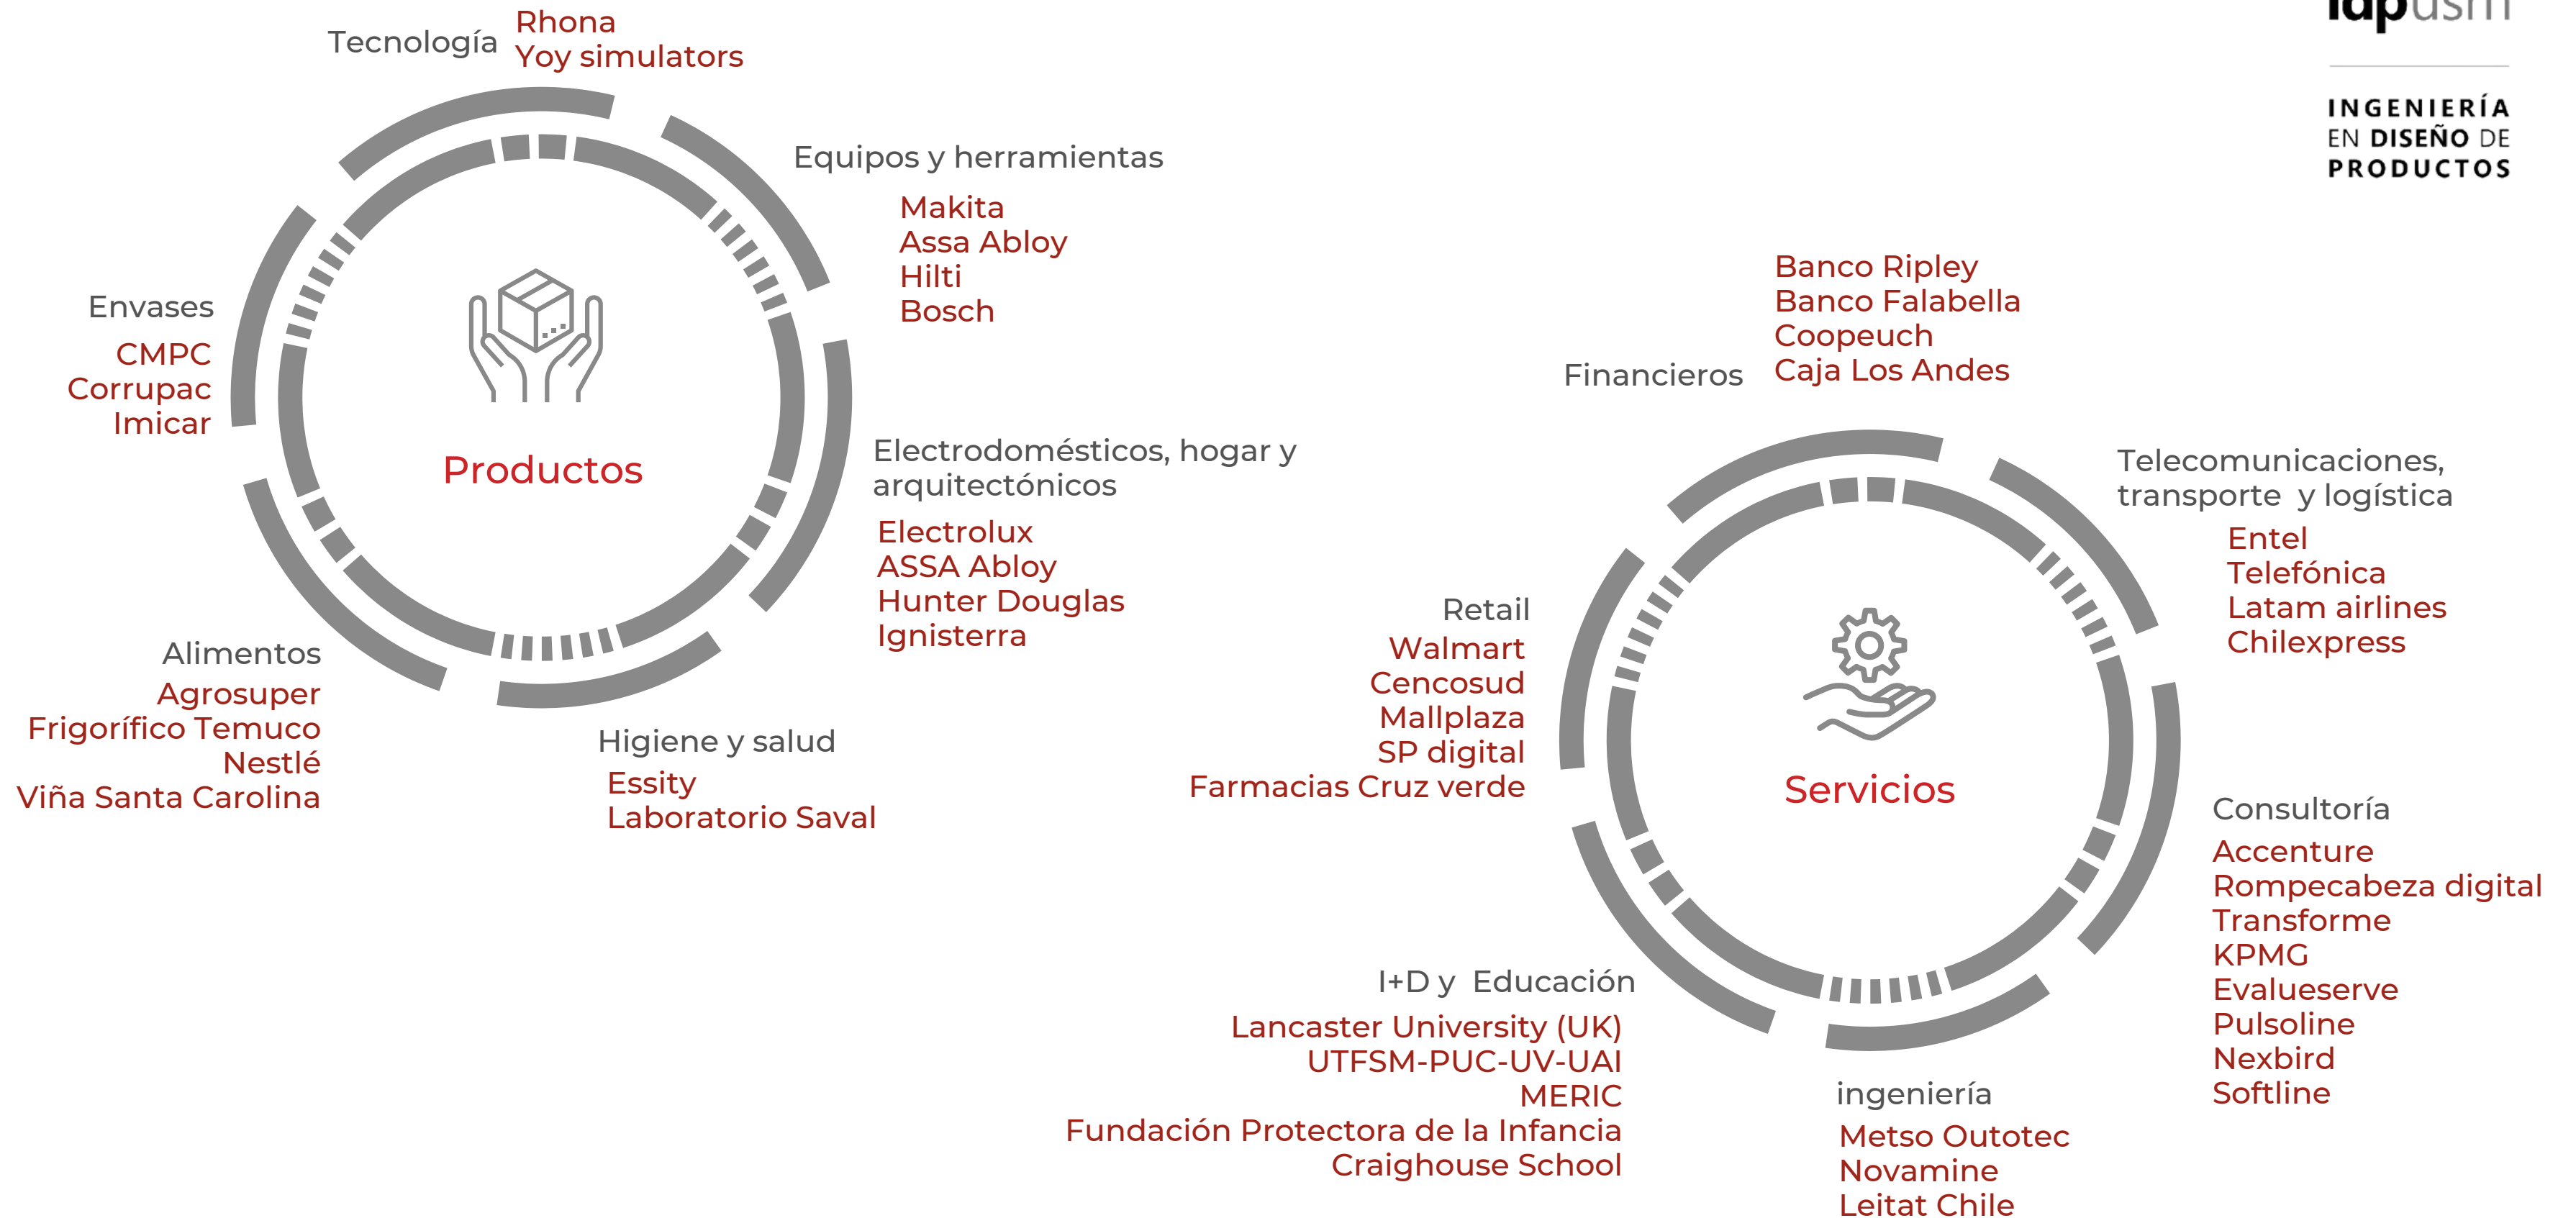 Tecnología
Rhona
Yoy simulators
Equipos y herramientas
Makita
Assa Abloy
Hilti
Bosch
Envases
CMPC
Corrupac
Imicar
Productos
Electrodomésticos, hogar y
arquitectónicos
Electrolux
ASSA Abloy
Hunter Douglas
Ignisterra
Alimentos
Agrosuper
Frigorífico Temuco
Nestlé
Viña Santa Carolina
Higiene y salud
Essity
Laboratorio Saval
idpusm
INGENIERÍA
EN DISEÑO DE
PRODUCTOS
Financieros
Banco Ripley
Banco Falabella
Coopeuch
Caja Los Andes
Telecomunicaciones,
transporte  y logística
Entel
Telefónica
Latam airlines
Chilexpress
Retail
Walmart
Cencosud
Mallplaza
SP digital
Farmacias Cruz verde
Servicios
Consultoría
Accenture
Rompecabeza digital
Transforme
KPMG
Evalueserve
Pulsoline
Nexbird
Softline
I+D y  Educación
Lancaster University (UK)
UTFSM-PUC-UV-UAI
MERIC
Fundación Protectora de la Infancia
Craighouse School
ingeniería
Metso Outotec
Novamine
Leitat Chile